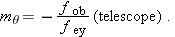 m_θ = − f_ob / f_ey (telescope) .